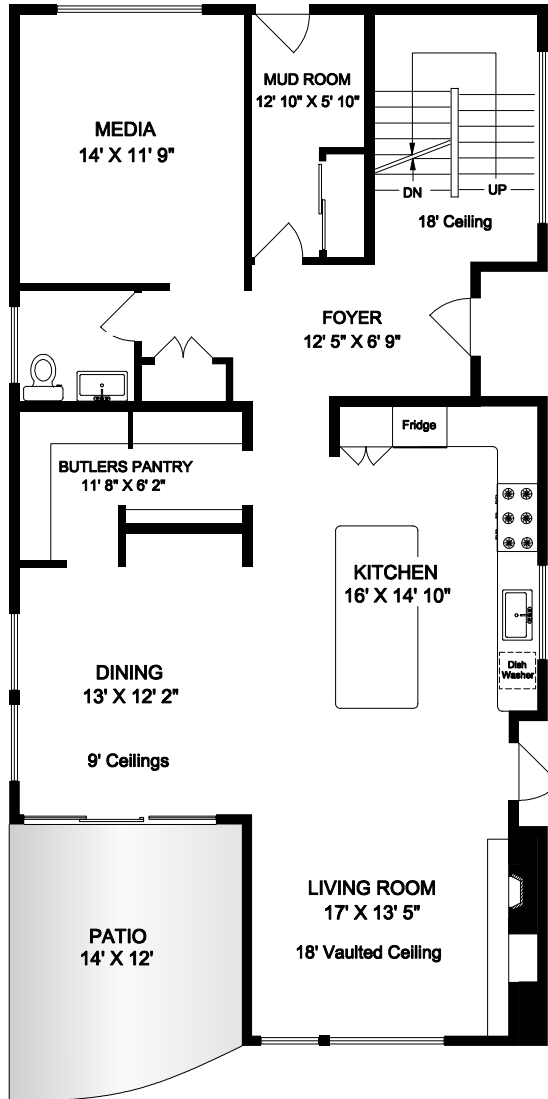 MUD ROOM
12' 10" X 5' 10"
MEDIA
14' X 11' 9"
DN
UP
18' Ceiling
FOYER
12' 5" X 6' 9"
Fridge
BUTLERS PANTRY
11' 8" X 6' 2"
KITCHEN
16' X 14' 10"
Dish
Washer
DINING
13' X 12' 2"
9' Ceilings
LIVING ROOM
17' X 13' 5"
18' Vaulted Ceiling
PATIO
14' X 12'